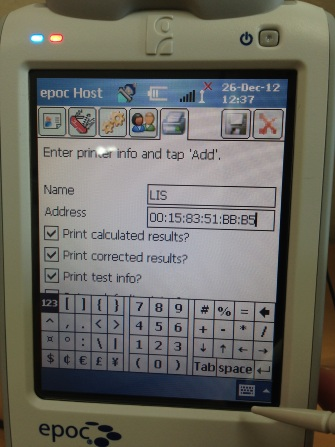 epoc Host
26-Dec-12
12:37
Enter printer info and tap 'Add'.
Name
LIS
Address
00:15:83:51:BB:B5
Print calculated results?
Print corrected results?
Print test info?
123 [ ] { } 7 8 9 # % = 
^ , . < > 4 5 6 + - * /
¤ ° : \ | 1 2 3 ↓ ↑ ← →
$ ¢ € £ ¥ ( 0 ) Tab space
epoc